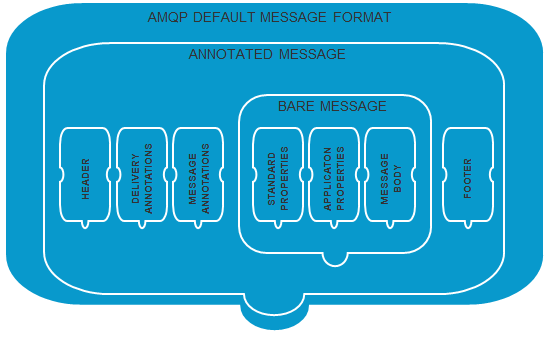 AMQP DEFAULT MESSAGE FORMAT
ANNOTATED MESSAGE
BARE MESSAGE
HEADER
DELIVERY
ANNOTATIONS
MESSAGE
ANNOTATIONS
STANDARD
PROPERTIES
APPLICATON
PROPERTIES
MESSAGE
BODY
FOOTER